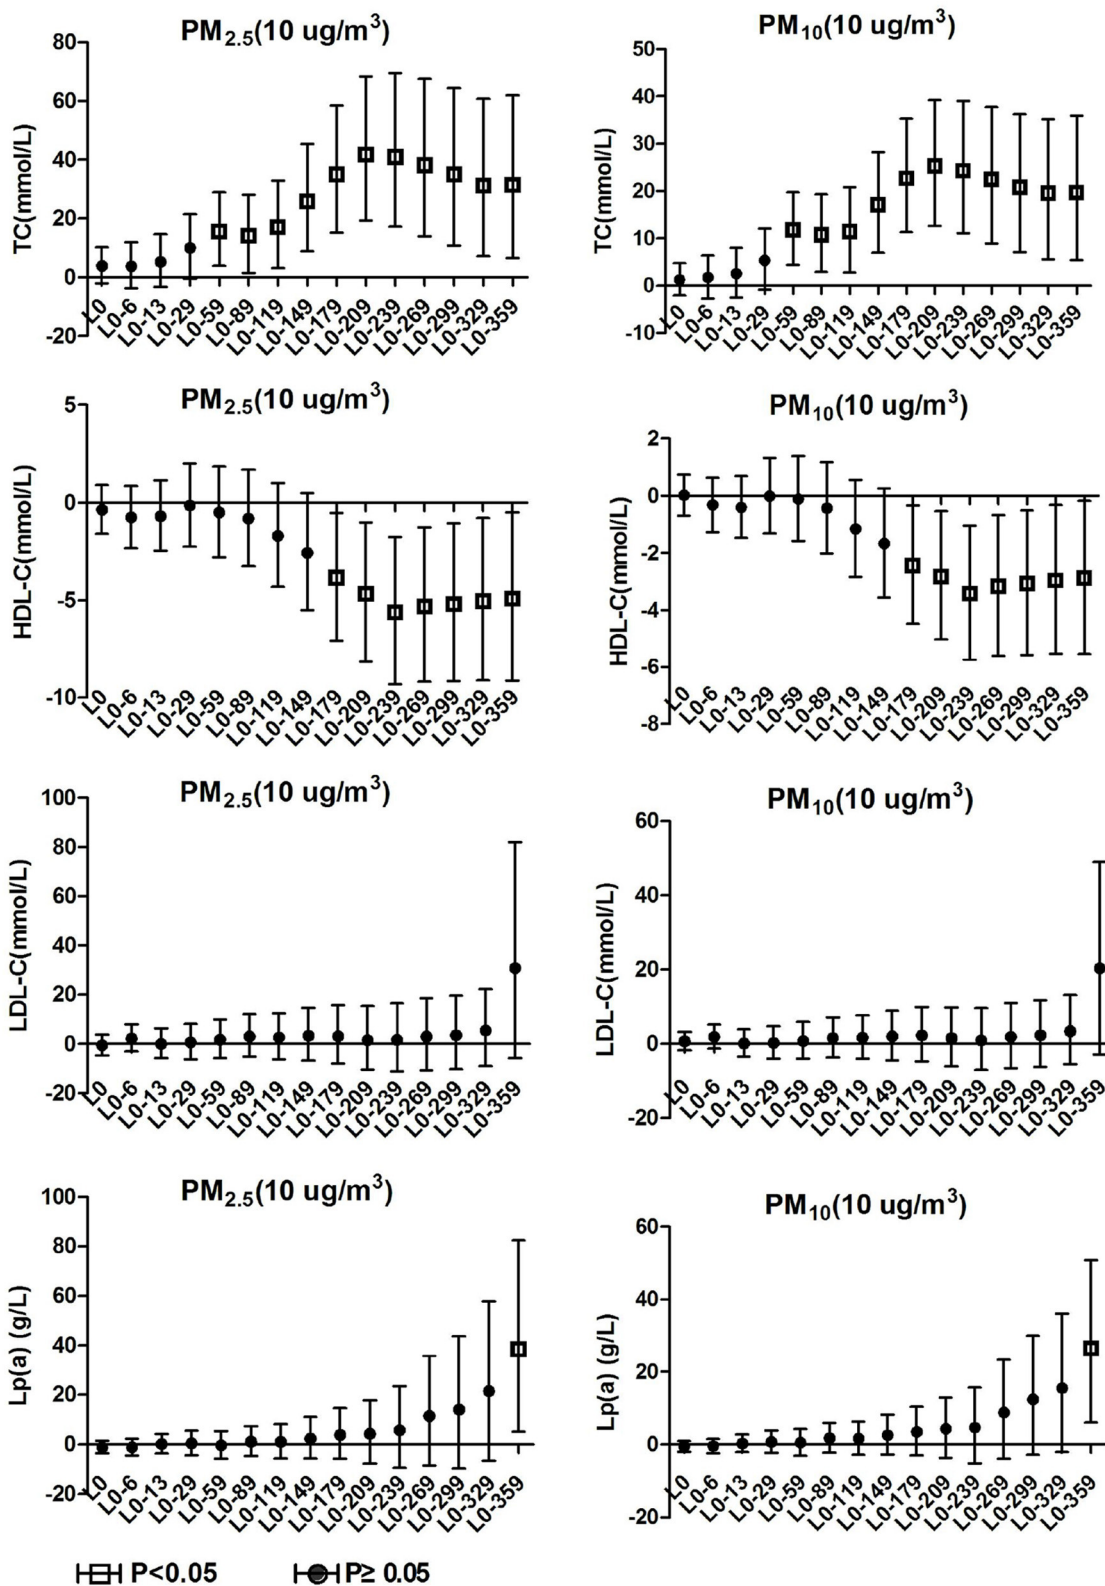 PM2.5(10 ug/m3)
TC(mmol/L)
80
60
40
20
0
-20
L0 L0-6 L0-13 L0-29 L0-59 L0-89 L0-119 L0-149 L0-179 L0-209 L0-239 L0-269 L0-299 L0-329 L0-359
PM10(10 ug/m3)
TC(mmol/L)
50
40
30
20
10
0
-10
L0 L0-6 L0-13 L0-29 L0-59 L0-89 L0-119 L0-149 L0-179 L0-209 L0-239 L0-269 L0-299 L0-329 L0-359
PM2.5(10 ug/m3)
HDL-C(mmol/L)
5
0
-5
-10
L0 L0-6 L0-13 L0-29 L0-59 L0-89 L0-119 L0-149 L0-179 L0-209 L0-239 L0-269 L0-299 L0-329 L0-359
PM10(10 ug/m3)
HDL-C(mmol/L)
2
0
-2
-4
-6
-8
L0 L0-6 L0-13 L0-29 L0-59 L0-89 L0-119 L0-149 L0-179 L0-209 L0-239 L0-269 L0-299 L0-329 L0-359
PM2.5(10 ug/m3)
LDL-C(mmol/L)
100
80
60
40
20
0
-20
L0 L0-6 L0-13 L0-29 L0-59 L0-89 L0-119 L0-149 L0-179 L0-209 L0-239 L0-269 L0-299 L0-329 L0-359
PM10(10 ug/m3)
LDL-C(mmol/L)
60
40
20
0
-20
L0 L0-6 L0-13 L0-29 L0-59 L0-89 L0-119 L0-149 L0-179 L0-209 L0-239 L0-269 L0-299 L0-329 L0-359
PM2.5(10 ug/m3)
Lp(a) (g/L)
100
80
60
40
20
0
-20
L0 L0-6 L0-13 L0-29 L0-59 L0-89 L0-119 L0-149 L0-179 L0-209 L0-239 L0-269 L0-299 L0-329 L0-359
PM10(10 ug/m3)
Lp(a) (g/L)
60
40
20
0
-20
L0 L0-6 L0-13 L0-29 L0-59 L0-89 L0-119 L0-149 L0-179 L0-209 L0-239 L0-269 L0-299 L0-329 L0-359
P<0.05
P≥ 0.05